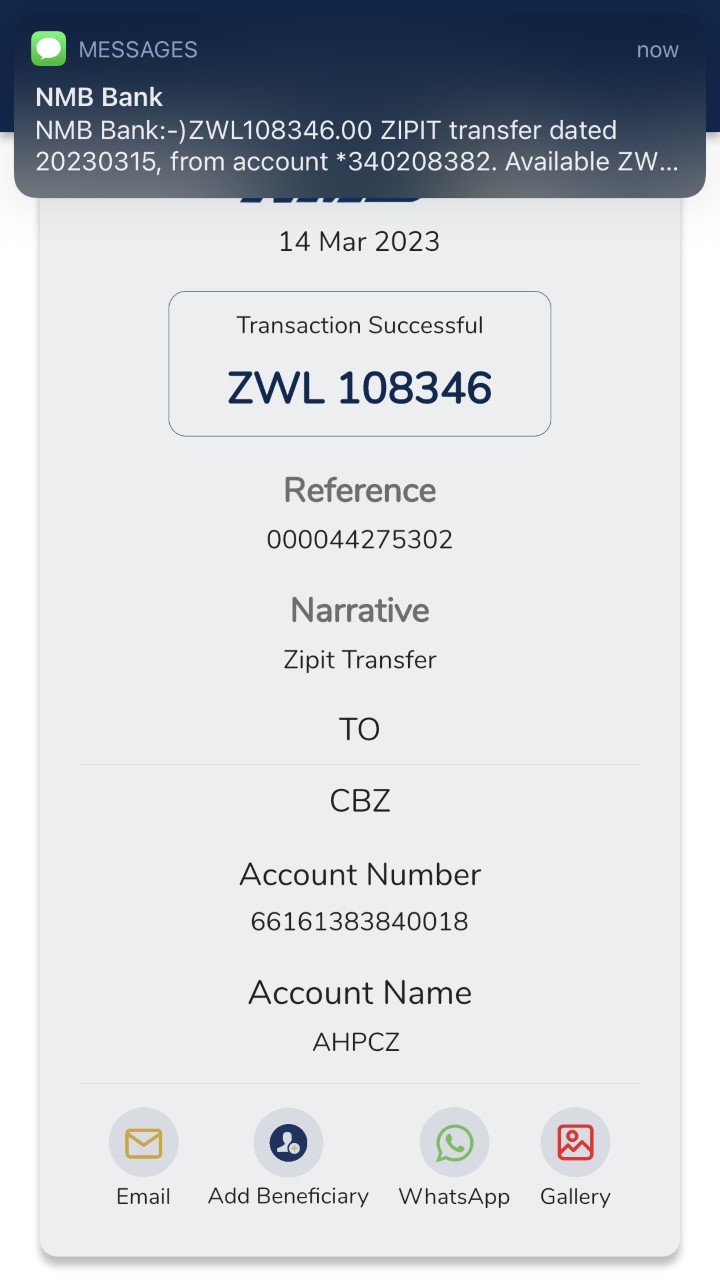 MESSAGES now
NMB Bank
NMB Bank:-)ZWL108346.00 ZIPIT transfer dated
20230315, from account *340208382. Available ZW...
14 Mar 2023
Transaction Successful
ZWL 108346
Reference
000044275302
Narrative
Zipit Transfer
TO
CBZ
Account Number
66161383840018
Account Name
AHPCZ
Email Add Beneficiary WhatsApp Gallery